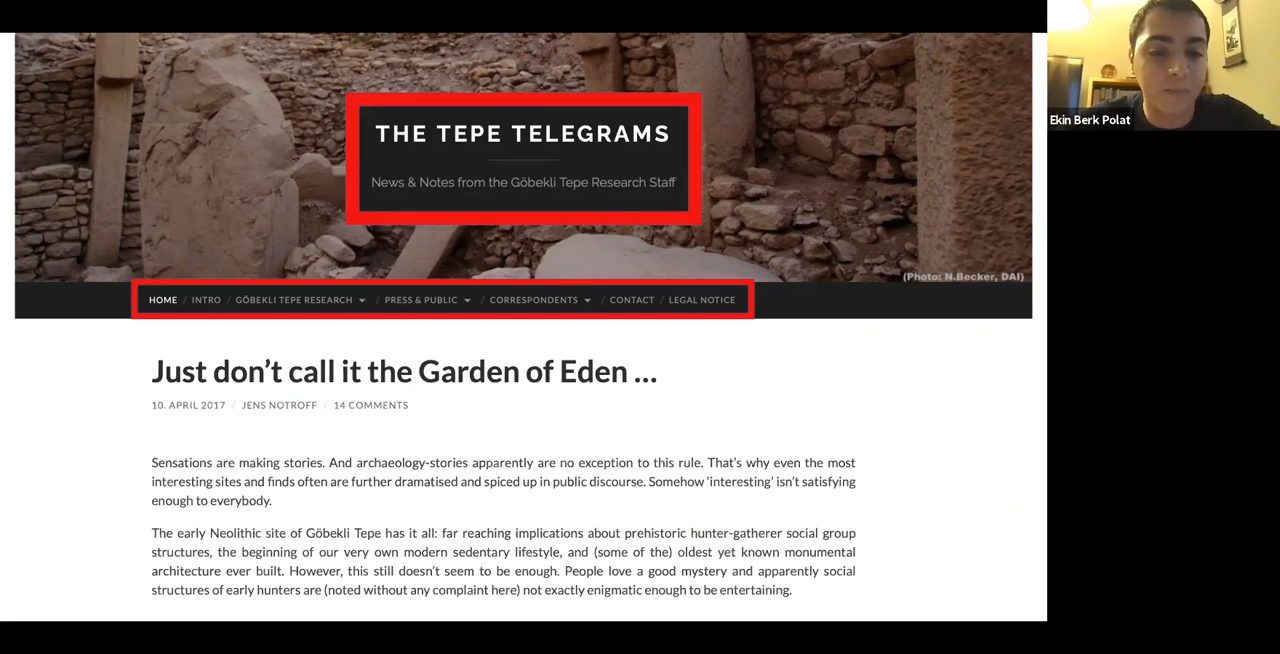 THE TEPE TELEGRAMS
News & Notes from the Göbekli Tepe Research Staff
(Photo: N.Becker, DAI)
HOME / INTRO / GÖBEKLI TEPE RESEARCH / PRESS & PUBLIC / CORRESPONDENTS / CONTACT / LEGAL NOTICE
Just don't call it the Garden of Eden ...
10. APRIL 2017 / JENS NOTROFF / 14 COMMENTS
Sensations are making stories. And archaeology-stories apparently are no exception to this rule. That's why even the most
interesting sites and finds often are further dramatised and spiced up in public discourse. Somehow 'interesting' isn't satisfying
enough to everybody.
The early Neolithic site of Göbekli Tepe has it all: far reaching implications about prehistoric hunter-gatherer social group
structures, the beginning of our very own modern sedentary lifestyle, and (some of the) oldest yet known monumental
architecture ever built. However, this still doesn't seem to be enough. People love a good mystery and apparently social
structures of early hunters are (noted without any complaint here) not exactly enigmatic enough to be entertaining.
Ekin Berk Polat